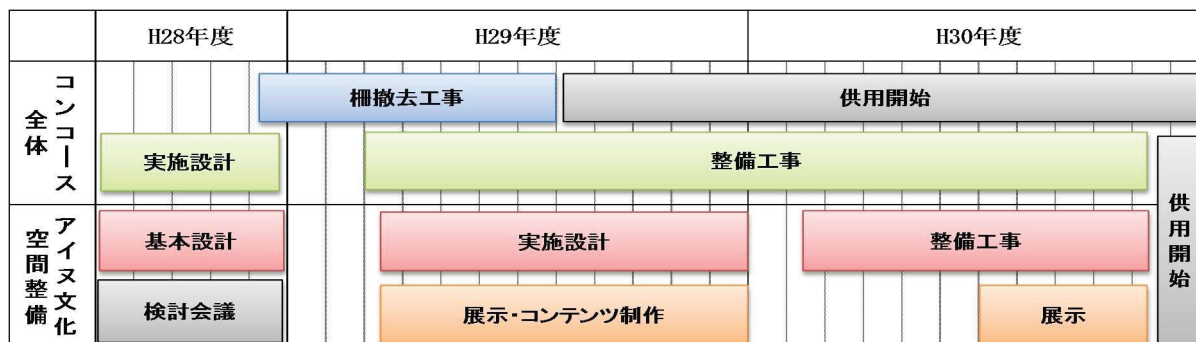 H28年度
H29年度
H30年度
コンコース
全体
柵撤去工事
供用開始
実施設計
整備工事
供用開始
アイヌ文化
空間整備
基本設計
実施設計
整備工事
検討会議
展示・コンテンツ制作
展示